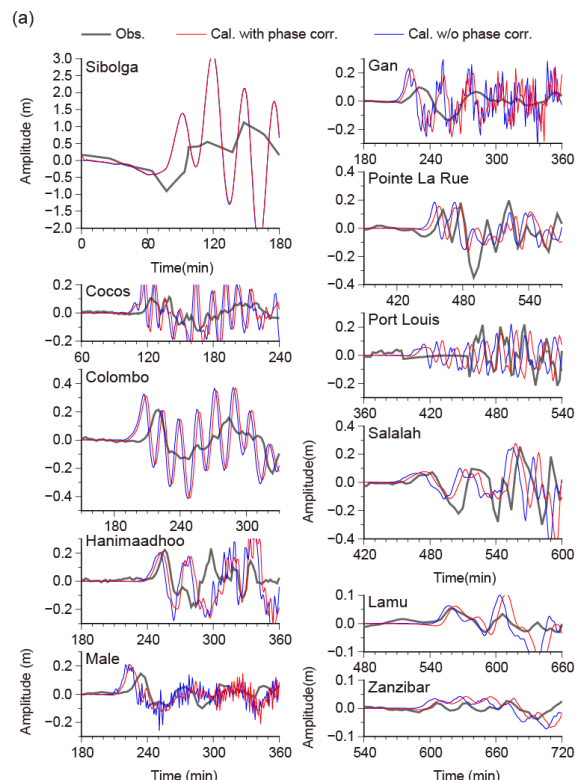 (a)
Obs. Cal. with phase corr. Cal. w/o phase corr.
Sibolga
Amplitude (m)
3.0
2.5
2.0
1.5
1.0
0.5
0.0
−0.5
−1.0
−1.5
−2.0
0 60 120 180
Time(min)
Cocos
0.2
0.0
−0.2
60 120 180 240
Colombo
0.4
0.2
0.0
−0.2
−0.4
180 240 300
Hanimaadhoo
0.2
0.0
−0.2
180 240 300 360
Male
Amplitude (m)
0.2
0.0
−0.2
180 240 300 360
Time (min)
Gan
0.2
0.0
−0.2
180 240 300 360
Pointe La Rue
0.4
0.2
0.0
−0.2
−0.4
420 480 540
Port Louis
0.2
0.0
−0.2
360 420 480 540
Salalah
Amplitude(m)
0.4
0.2
0.0
−0.2
−0.4
420 480 540 600
Time (min)
Lamu
0.1
0.0
−0.1
480 540 600 660
Zanzibar
Amplitude(m)
0.1
0.0
−0.1
540 600 660 720
Time (min)